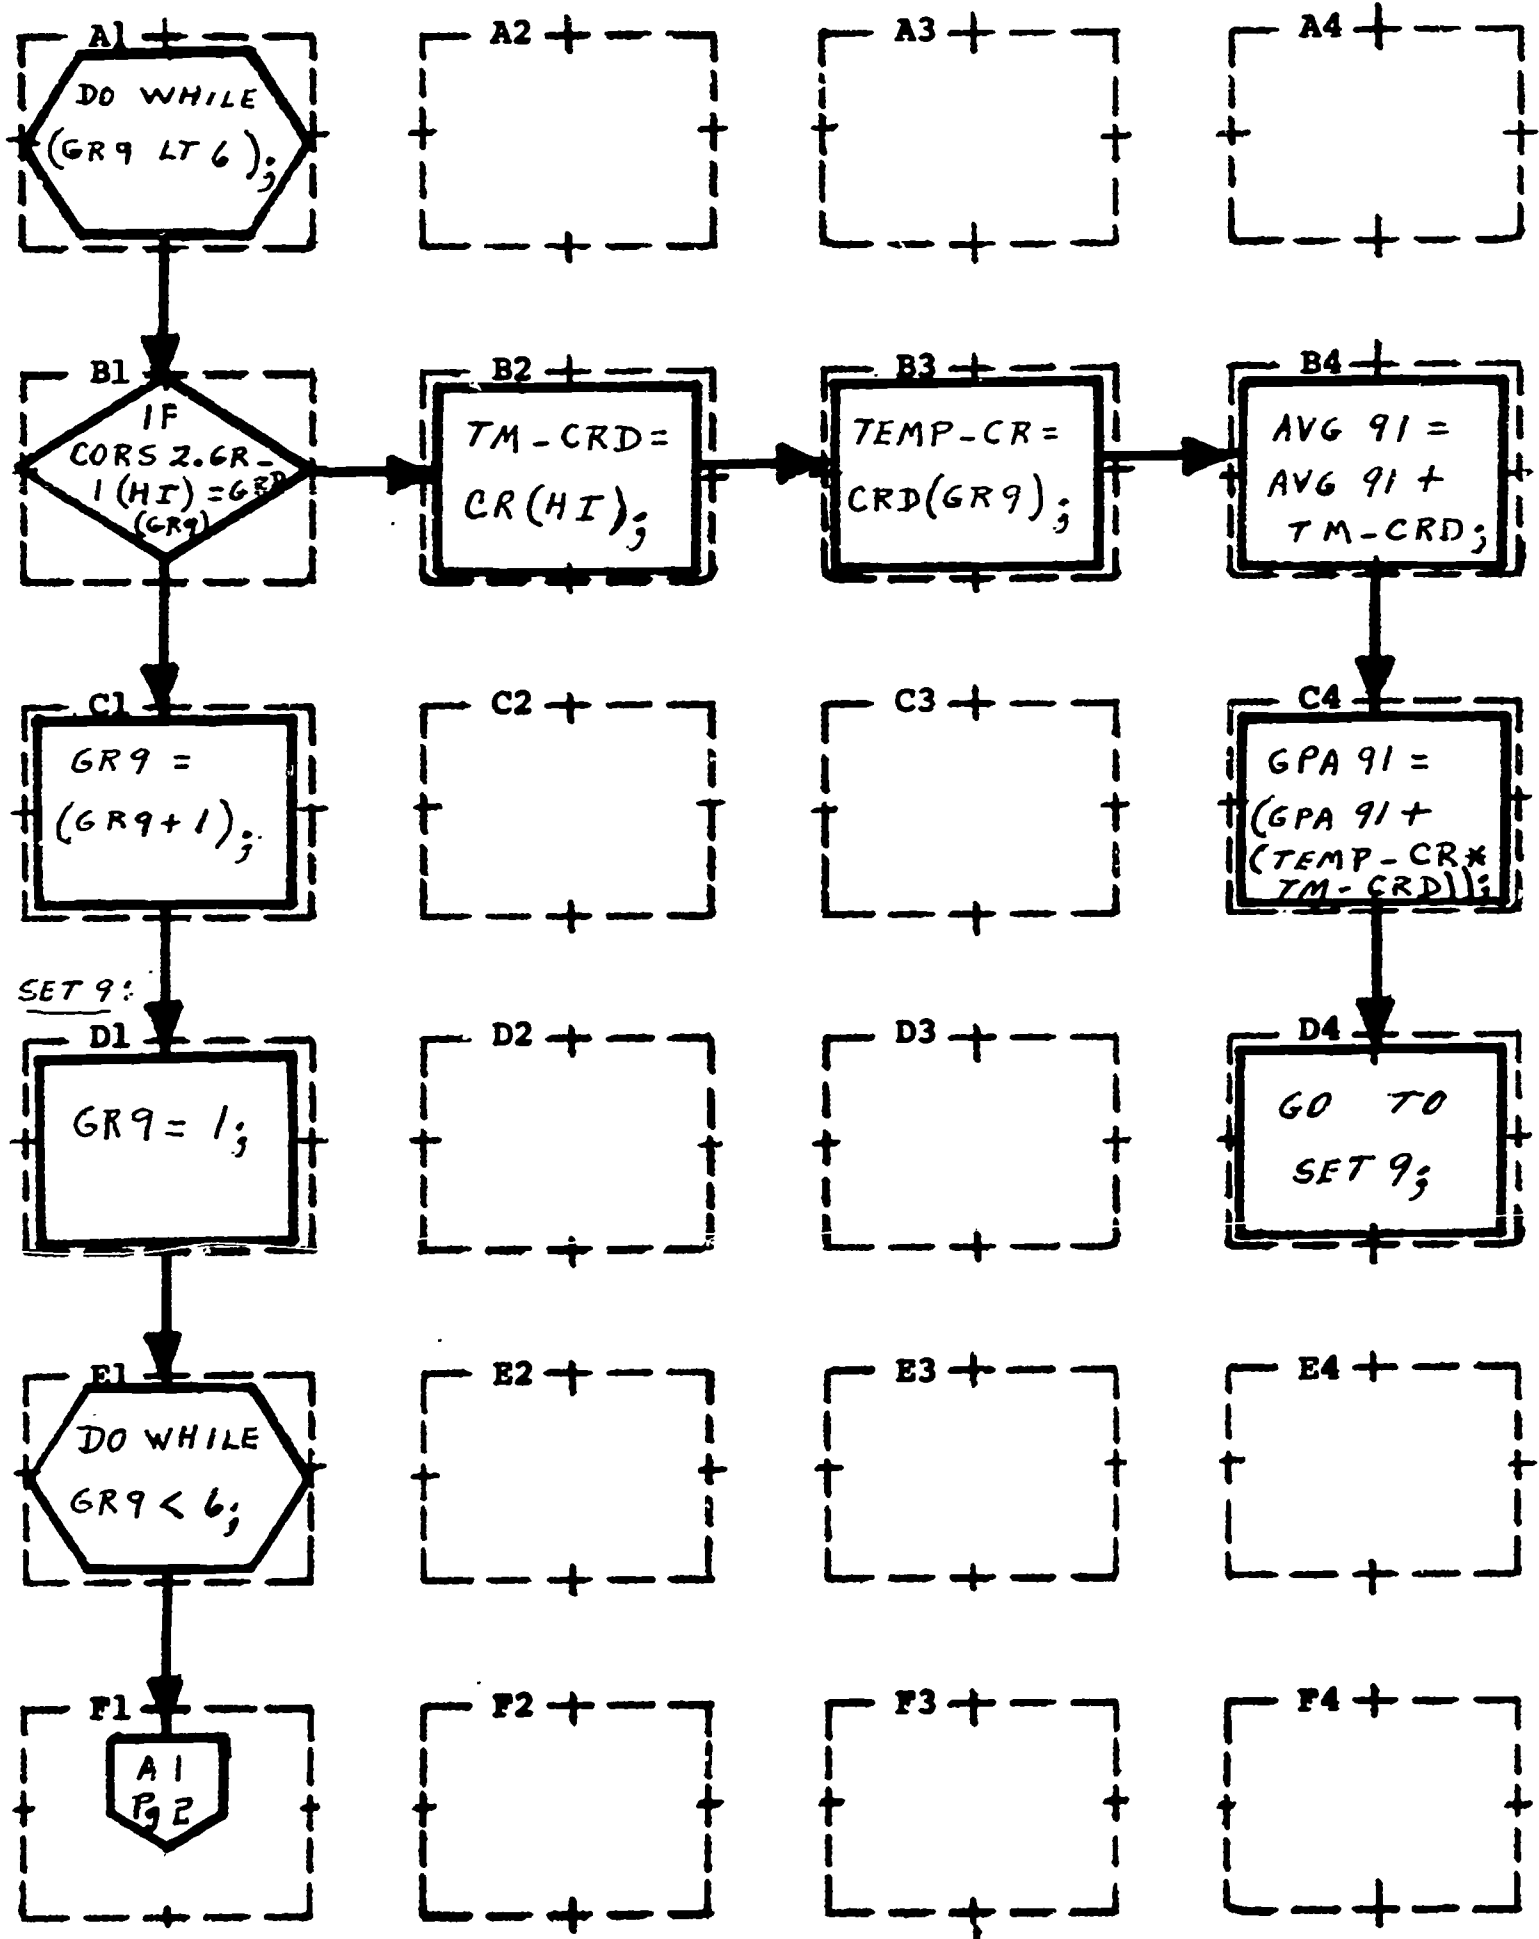 A1 A2 A3 A4
DO WHILE
(GR9 LT 6);
B1 B2 B3 B4
IF
CORS2.GR-
1(HI)=GRD
(GR9)
TM-CRD=
CR(HI);
TEMP-CR=
CRD(GR9);
AVG 91 =
AVG 91 +
TM-CRD;
C1 C2 C3 C4
GR9 =
(GR9+1);
GPA 91 =
(GPA 91 +
(TEMP-CR*
TM-CRD));
SET 9:
D1 D2 D3 D4
GR9= 1;
GO TO
SET 9;
E1 E2 E3 E4
DO WHILE
GR9 < 6;
F1 F2 F3 F4
A1
Pg 2